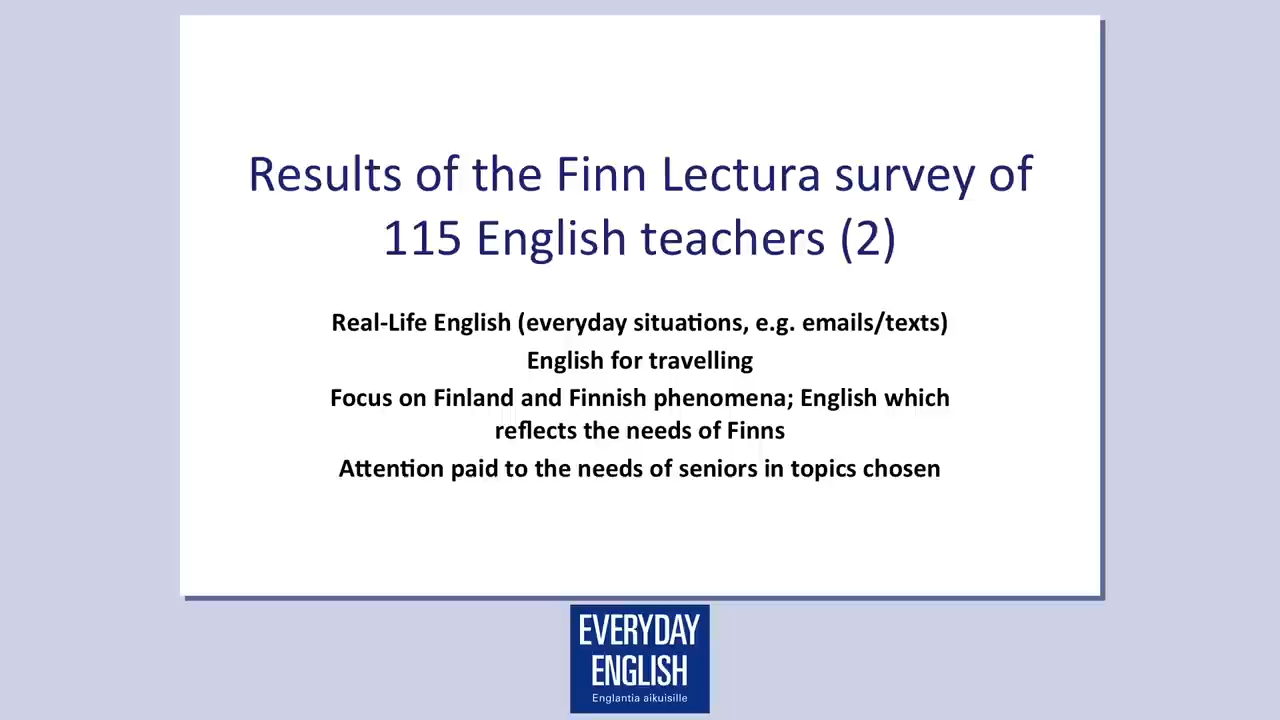 Results of the Finn Lectura survey of
115 English teachers (2)
Real-Life English (everyday situations, e.g. emails/texts)
English for travelling
Focus on Finland and Finnish phenomena; English which
reflects the needs of Finns
Attention paid to the needs of seniors in topics chosen
EVERYDAY
ENGLISH
Englantia aikuisille